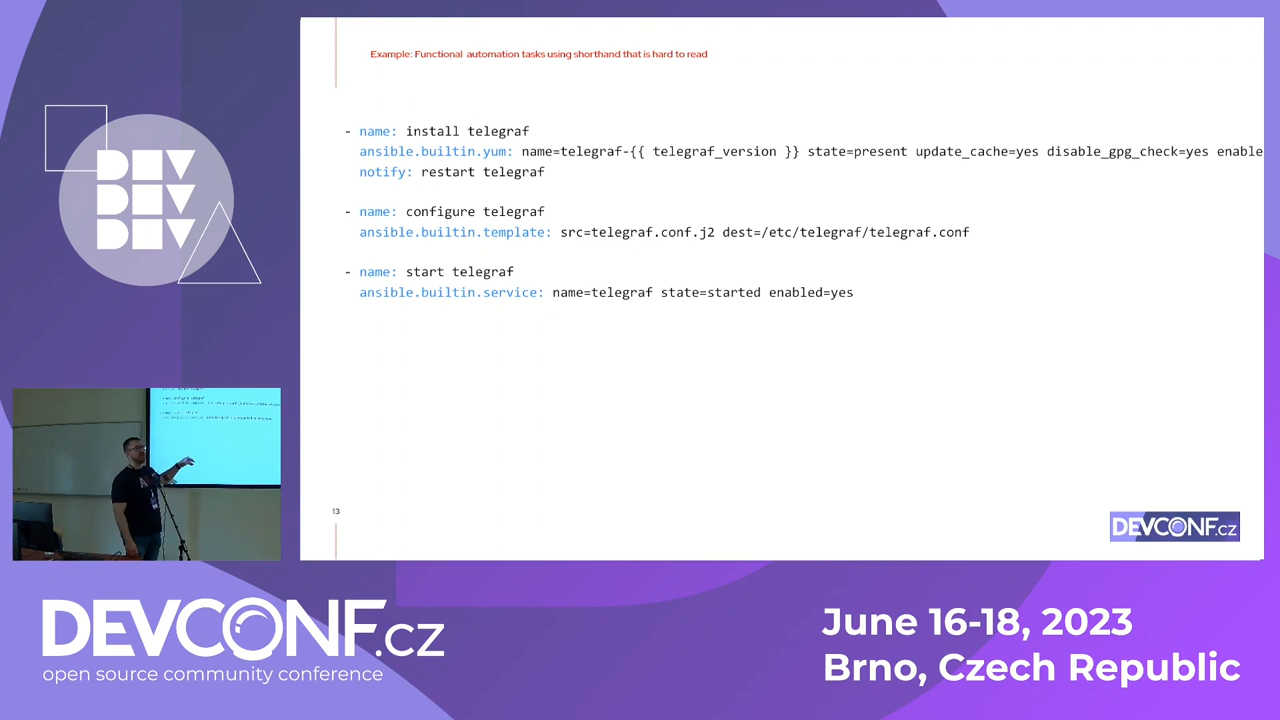 Example: Functional automation tasks using shorthand that is hard to read
- name: install telegraf
ansible.builtin.yum: name=telegraf-{{ telegraf_version }} state=present update_cache=yes disable_gpg_check=yes enable
notify: restart telegraf
- name: configure telegraf
ansible.builtin.template: src=telegraf.conf.j2 dest=/etc/telegraf/telegraf.conf
- name: start telegraf
ansible.builtin.service: name=telegraf state=started enabled=yes
13
DEVCONF.cz
DEV
DEV
DEV
DEVCONF.cz
open source community conference
June 16-18, 2023
Brno, Czech Republic